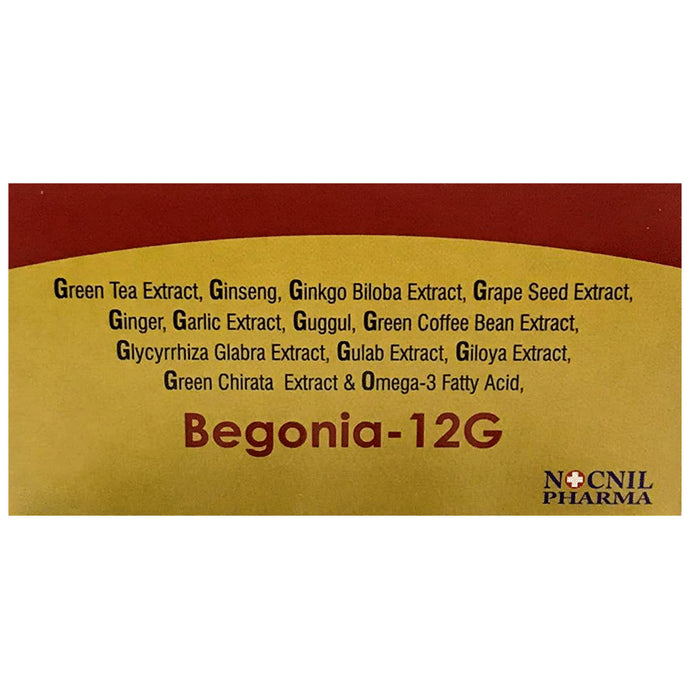 Green Tea Extract, Ginseng, Ginkgo Biloba Extract, Grape Seed Extract,
Ginger, Garlic Extract, Guggul, Green Coffee Bean Extract,
Glycyrrhiza Glabra Extract, Gulab Extract, Giloya Extract,
Green Chirata Extract & Omega-3 Fatty Acid,
Begonia-12G
NOCNIL
PHARMA